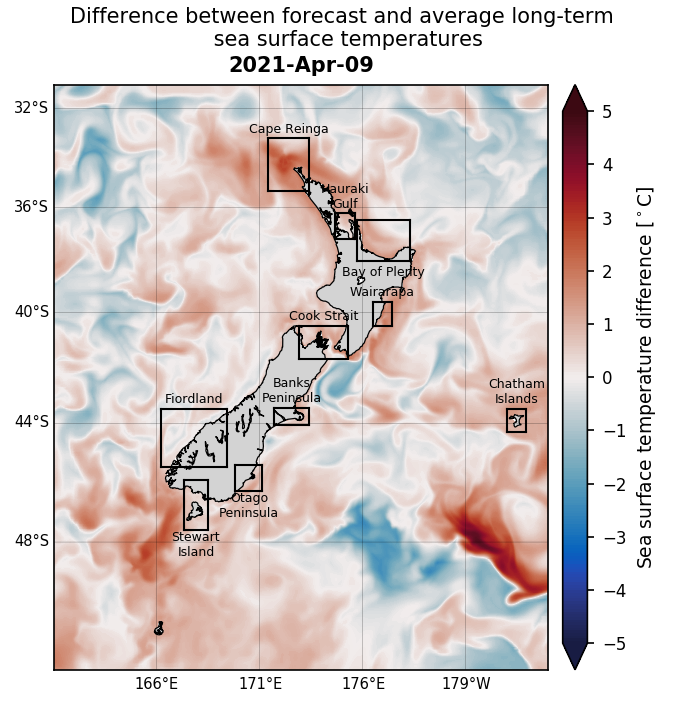 Difference between forecast and average long-term
sea surface temperatures
2021-Apr-09
32°S
36°S
40°S
44°S
48°S
Cape Reinga
Hauraki
Gulf
Bay of Plenty
Wairarapa
Cook Strait
Banks
Peninsula
Fiordland
Chatham
Islands
Otago
Peninsula
Stewart
Island
166°E
171°E
176°E
179°W
5
4
3
2
1
0
−1
−2
−3
−4
−5
Sea surface temperature difference [°C]